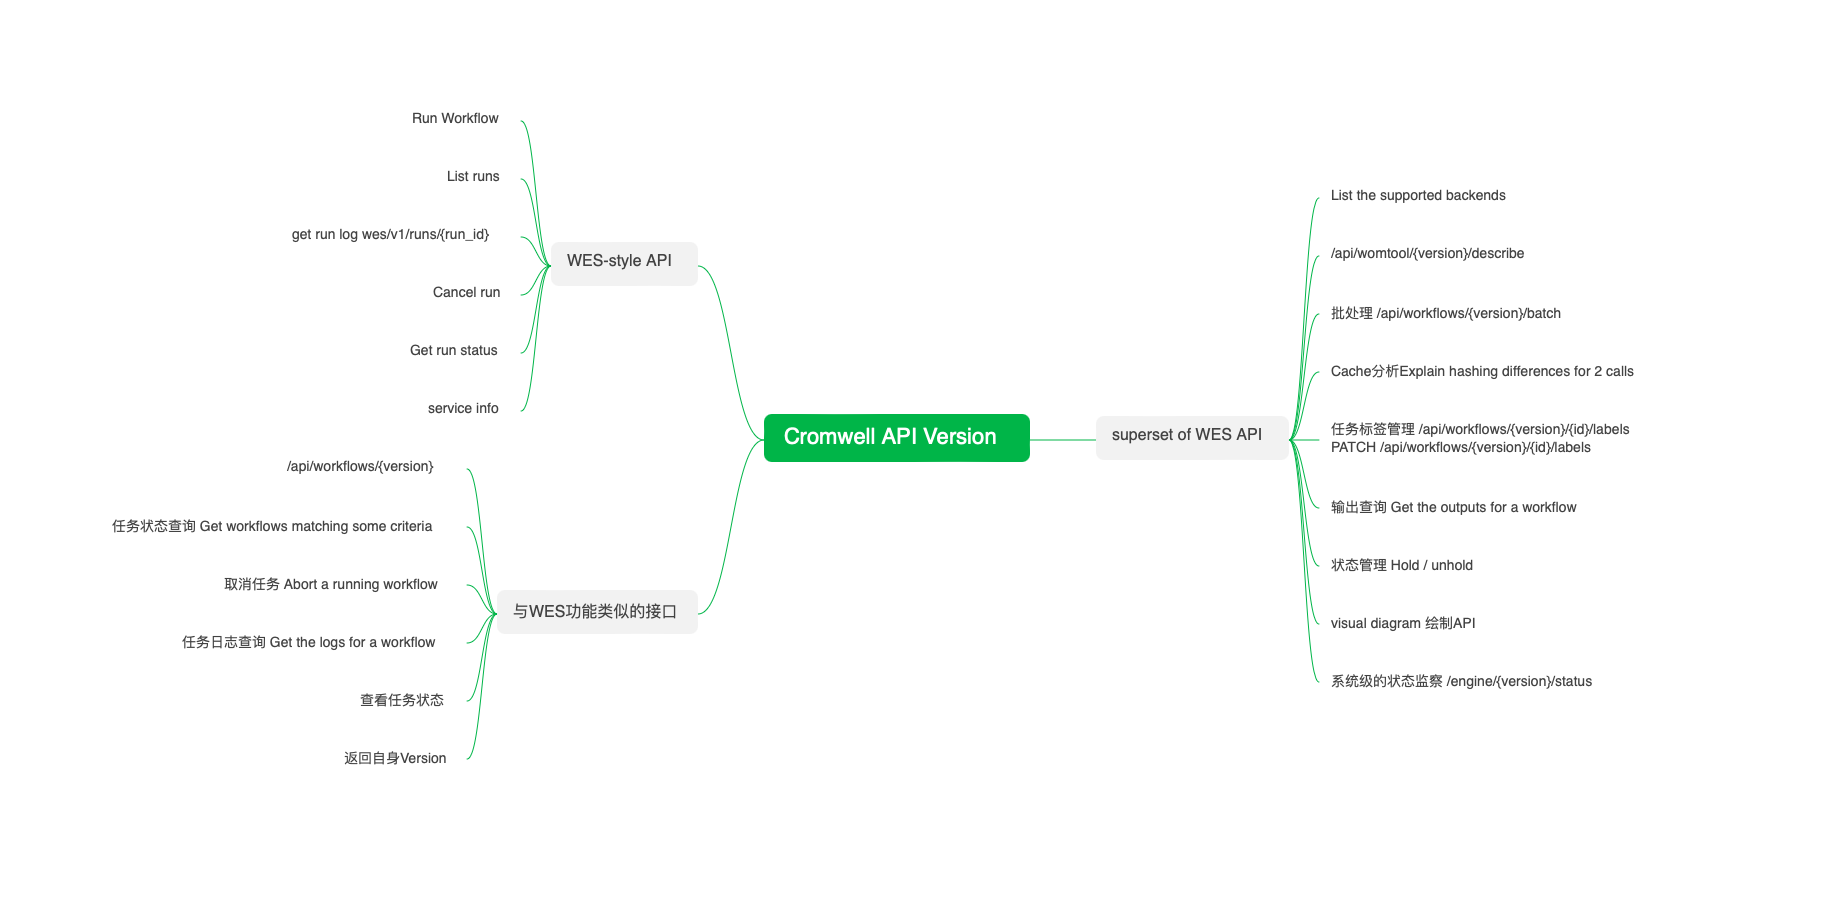 Cromwell API Version
WES-style API
Run Workflow
List runs
get run log wes/v1/runs/{run_id}
Cancel run
Get run status
service info
与WES功能类似的接口
/api/workflows/{version}
任务状态查询 Get workflows matching some criteria
取消任务 Abort a running workflow
任务日志查询 Get the logs for a workflow
查看任务状态
返回自身Version
superset of WES API
List the supported backends
/api/womtool/{version}/describe
批处理 /api/workflows/{version}/batch
Cache分析Explain hashing differences for 2 calls
任务标签管理 /api/workflows/{version}/{id}/labels
PATCH /api/workflows/{version}/{id}/labels
输出查询 Get the outputs for a workflow
状态管理 Hold / unhold
visual diagram 绘制API
系统级的状态监察 /engine/{version}/status